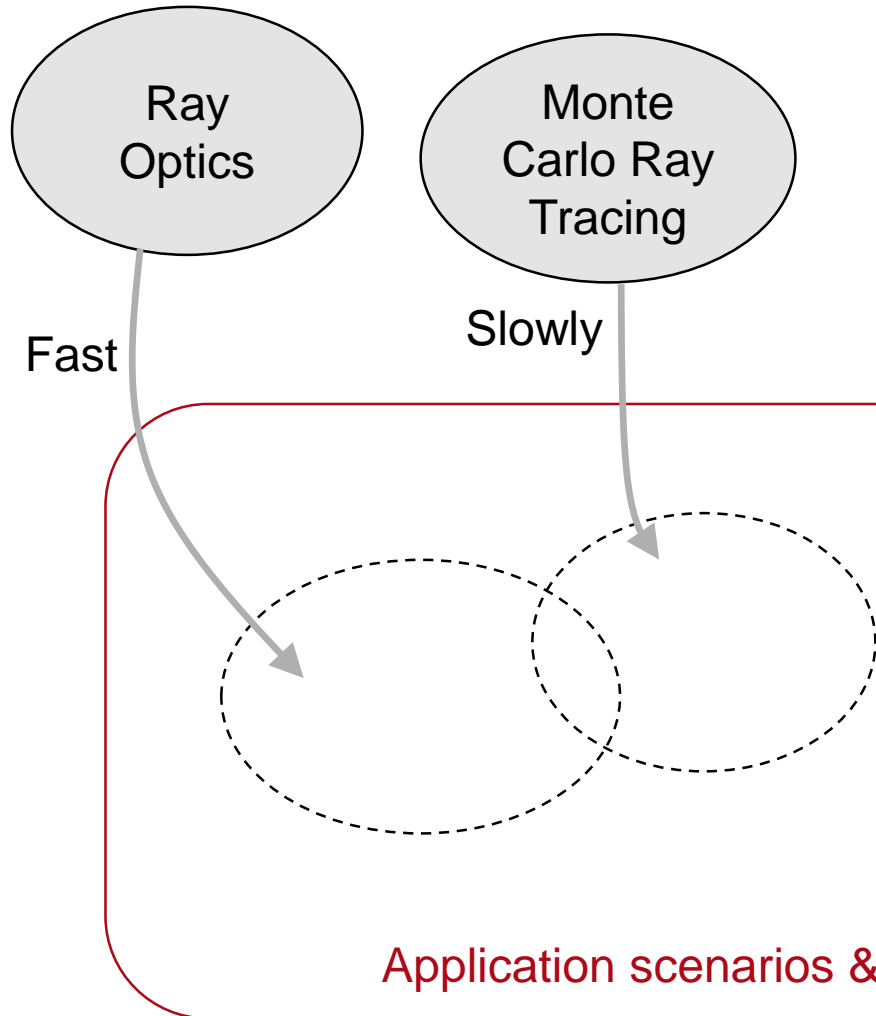 Ray
Optics
Monte
Carlo Ray
Tracing
Slowly
Fast
Application scenarios &